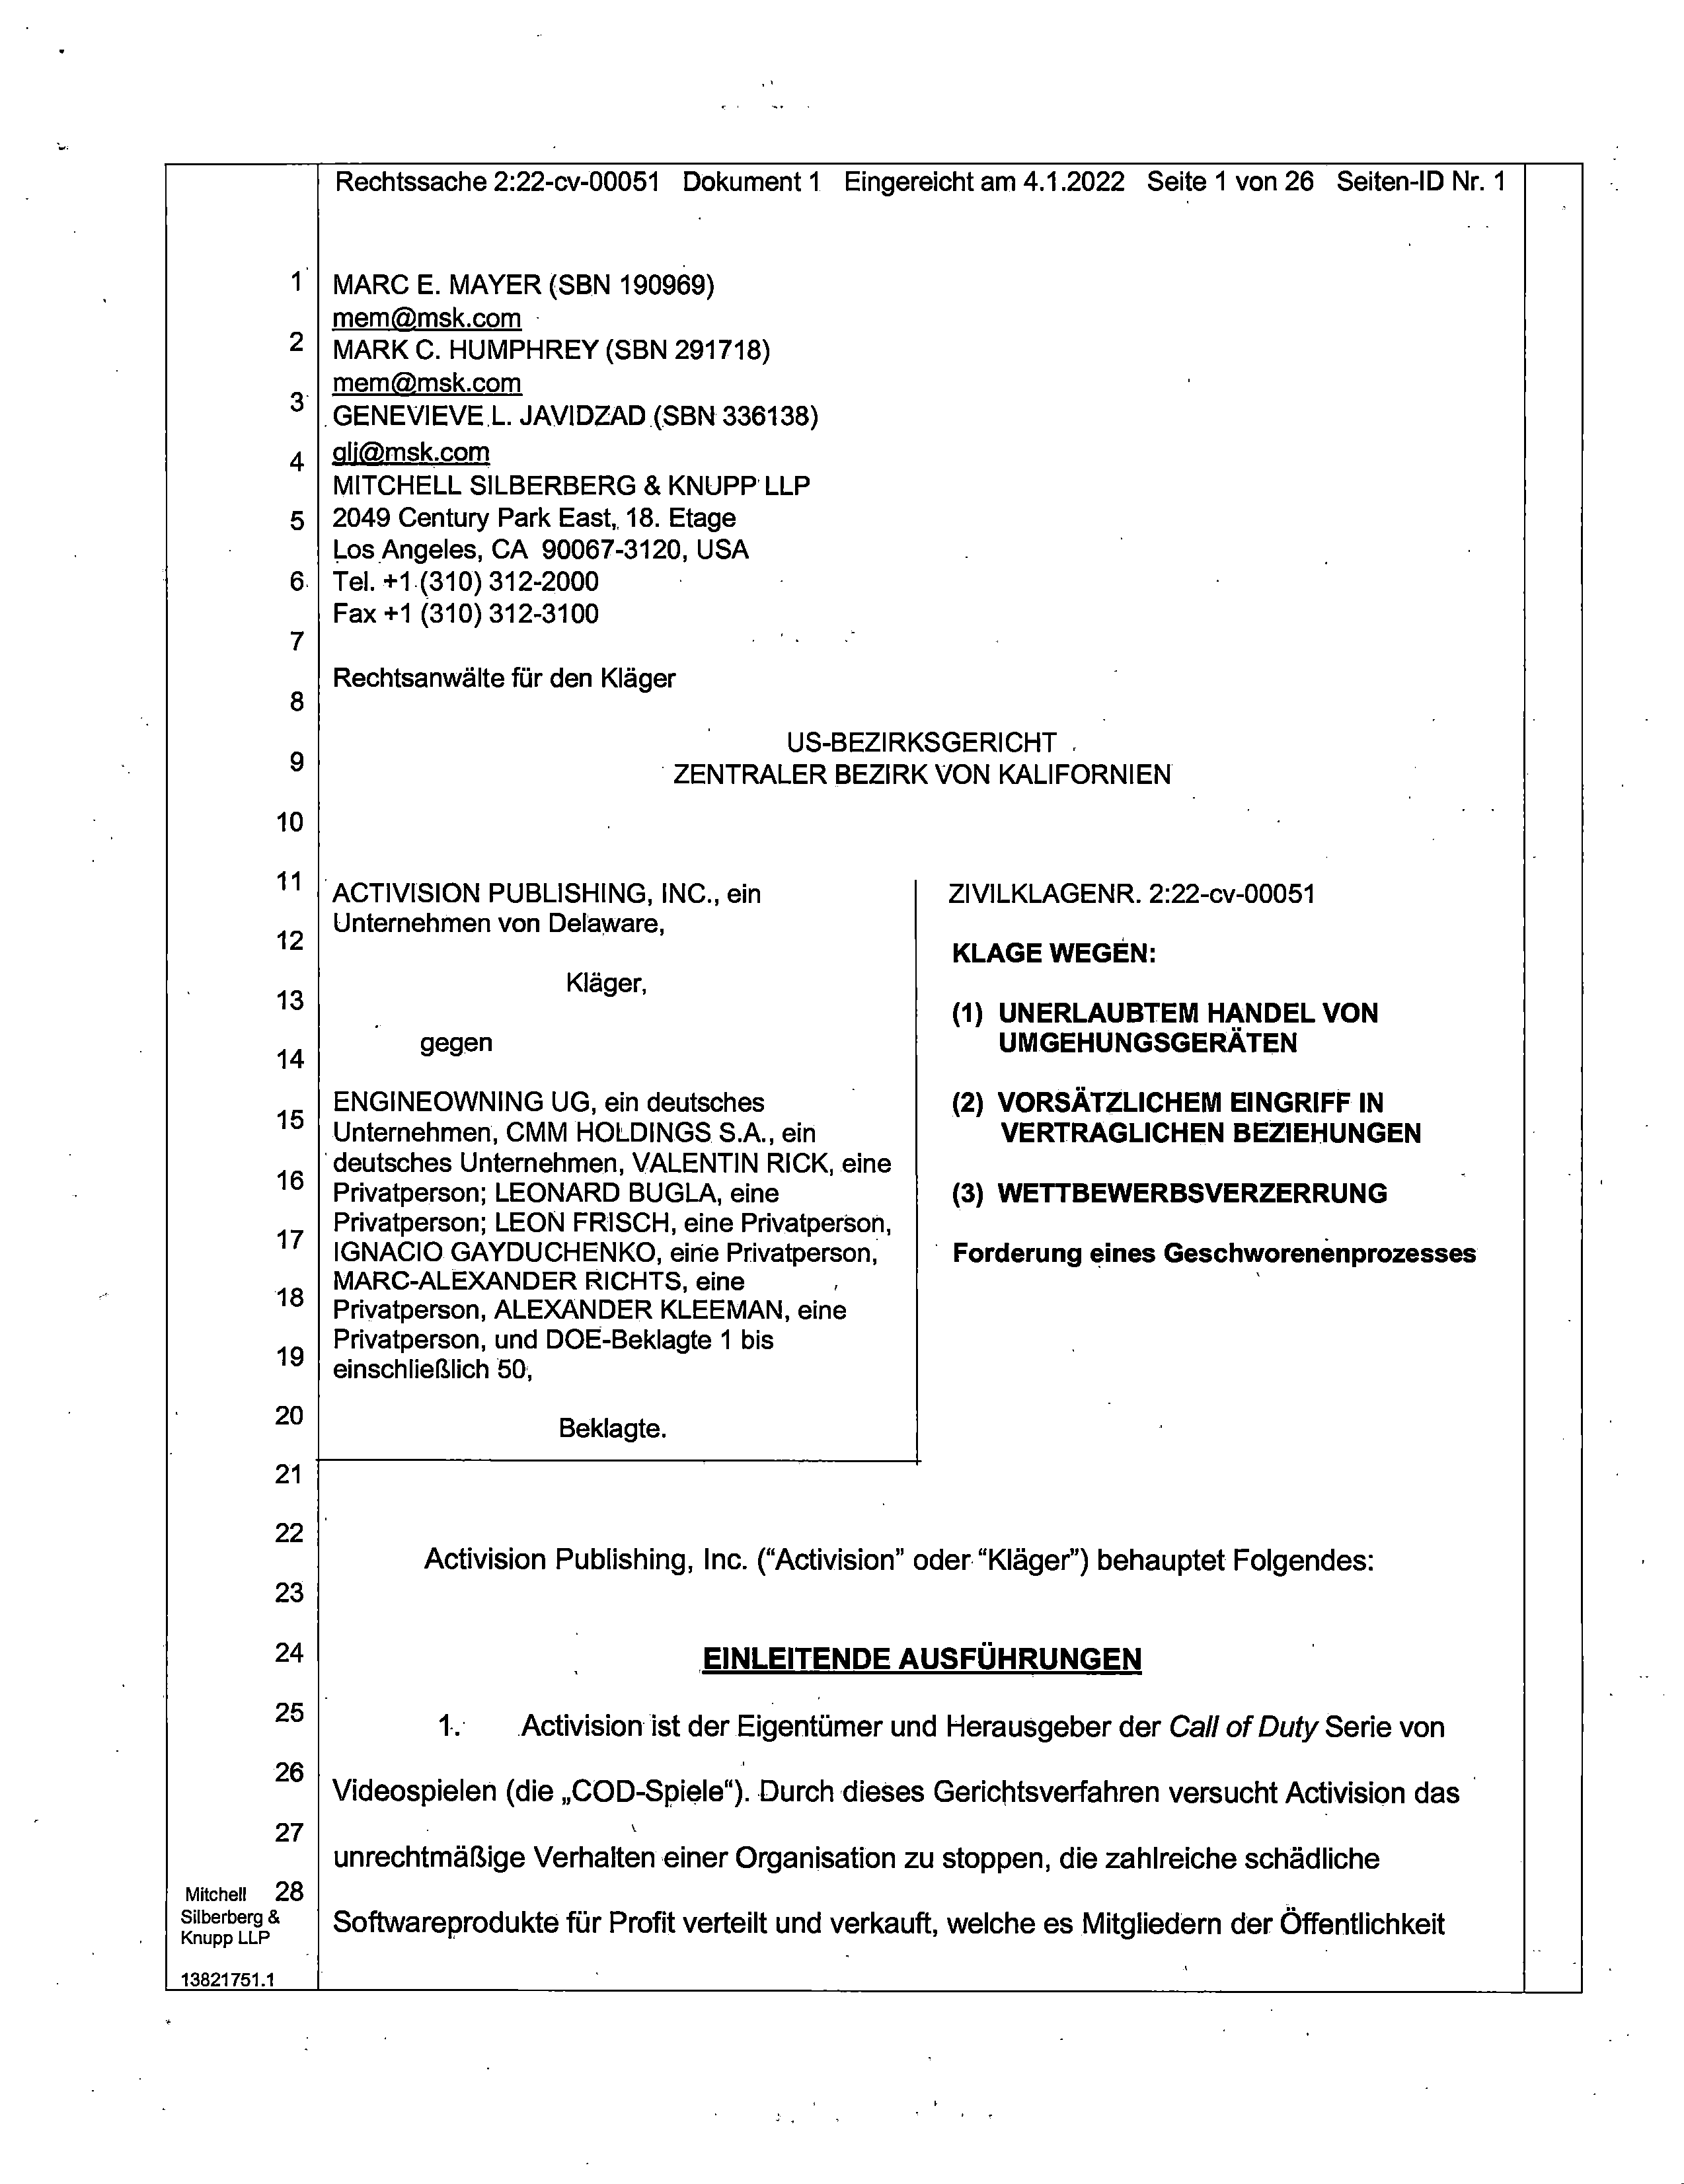 Rechtssache 2:22-cv-00051 Dokument 1 Eingereicht am 4.1.2022 Seite 1 von 26 Seiten-ID Nr. 1
1 MARC E. MAYER (SBN 190969)
mem@msk.com
2 MARK C. HUMPHREY (SBN 291718)
mem@msk.com
3 GENEVIEVE L. JAVIDZAD (SBN 336138)
4 glj@msk.com
MITCHELL SILBERBERG & KNUPP LLP
5 2049 Century Park East, 18. Etage
Los Angeles, CA 90067-3120, USA
6 Tel. +1 (310) 312-2000
Fax +1 (310) 312-3100
7
Rechtsanwälte für den Kläger
8
US-BEZIRKSGERICHT
9
ZENTRALER BEZIRK VON KALIFORNIEN
10
11 ACTIVISION PUBLISHING, INC., ein
Unternehmen von Delaware,
12
Kläger,
13
gegen
14
ENGINEOWNING UG, ein deutsches
15 Unternehmen, CMM HOLDINGS S.A., ein
deutsches Unternehmen, VALENTIN RICK, eine
16 Privatperson; LEONARD BUGLA, eine
Privatperson; LEON FRISCH, eine Privatperson,
17 IGNACIO GAYDUCHENKO, eine Privatperson,
MARC-ALEXANDER RICHTS, eine
18 Privatperson, ALEXANDER KLEEMAN, eine
Privatperson, und DOE-Beklagte 1 bis
19 einschließlich 50,
20 Beklagte.
21
ZIVILKLAGENR. 2:22-cv-00051
KLAGE WEGEN:
(1) UNERLAUBTEM HANDEL VON
UMGEHUNGSGERÄTEN
(2) VORSÄTZLICHEM EINGRIFF IN
VERTRAGLICHEN BEZIEHUNGEN
(3) WETTBEWERBSVERZERRUNG
Forderung eines Geschworenenprozesses
22
Activision Publishing, Inc. (“Activision” oder “Kläger”) behauptet Folgendes:
23
24 EINLEITENDE AUSFÜHRUNGEN
25 1. Activision ist der Eigentümer und Herausgeber der Call of Duty Serie von
26 Videospielen (die „COD-Spiele“). Durch dieses Gerichtsverfahren versucht Activision das
27 unrechtmäßige Verhalten einer Organisation zu stoppen, die zahlreiche schädliche
28 Softwareprodukte für Profit verteilt und verkauft, welche es Mitgliedern der Öffentlichkeit
Mitchell
Silberberg &
Knupp LLP
13821751.1